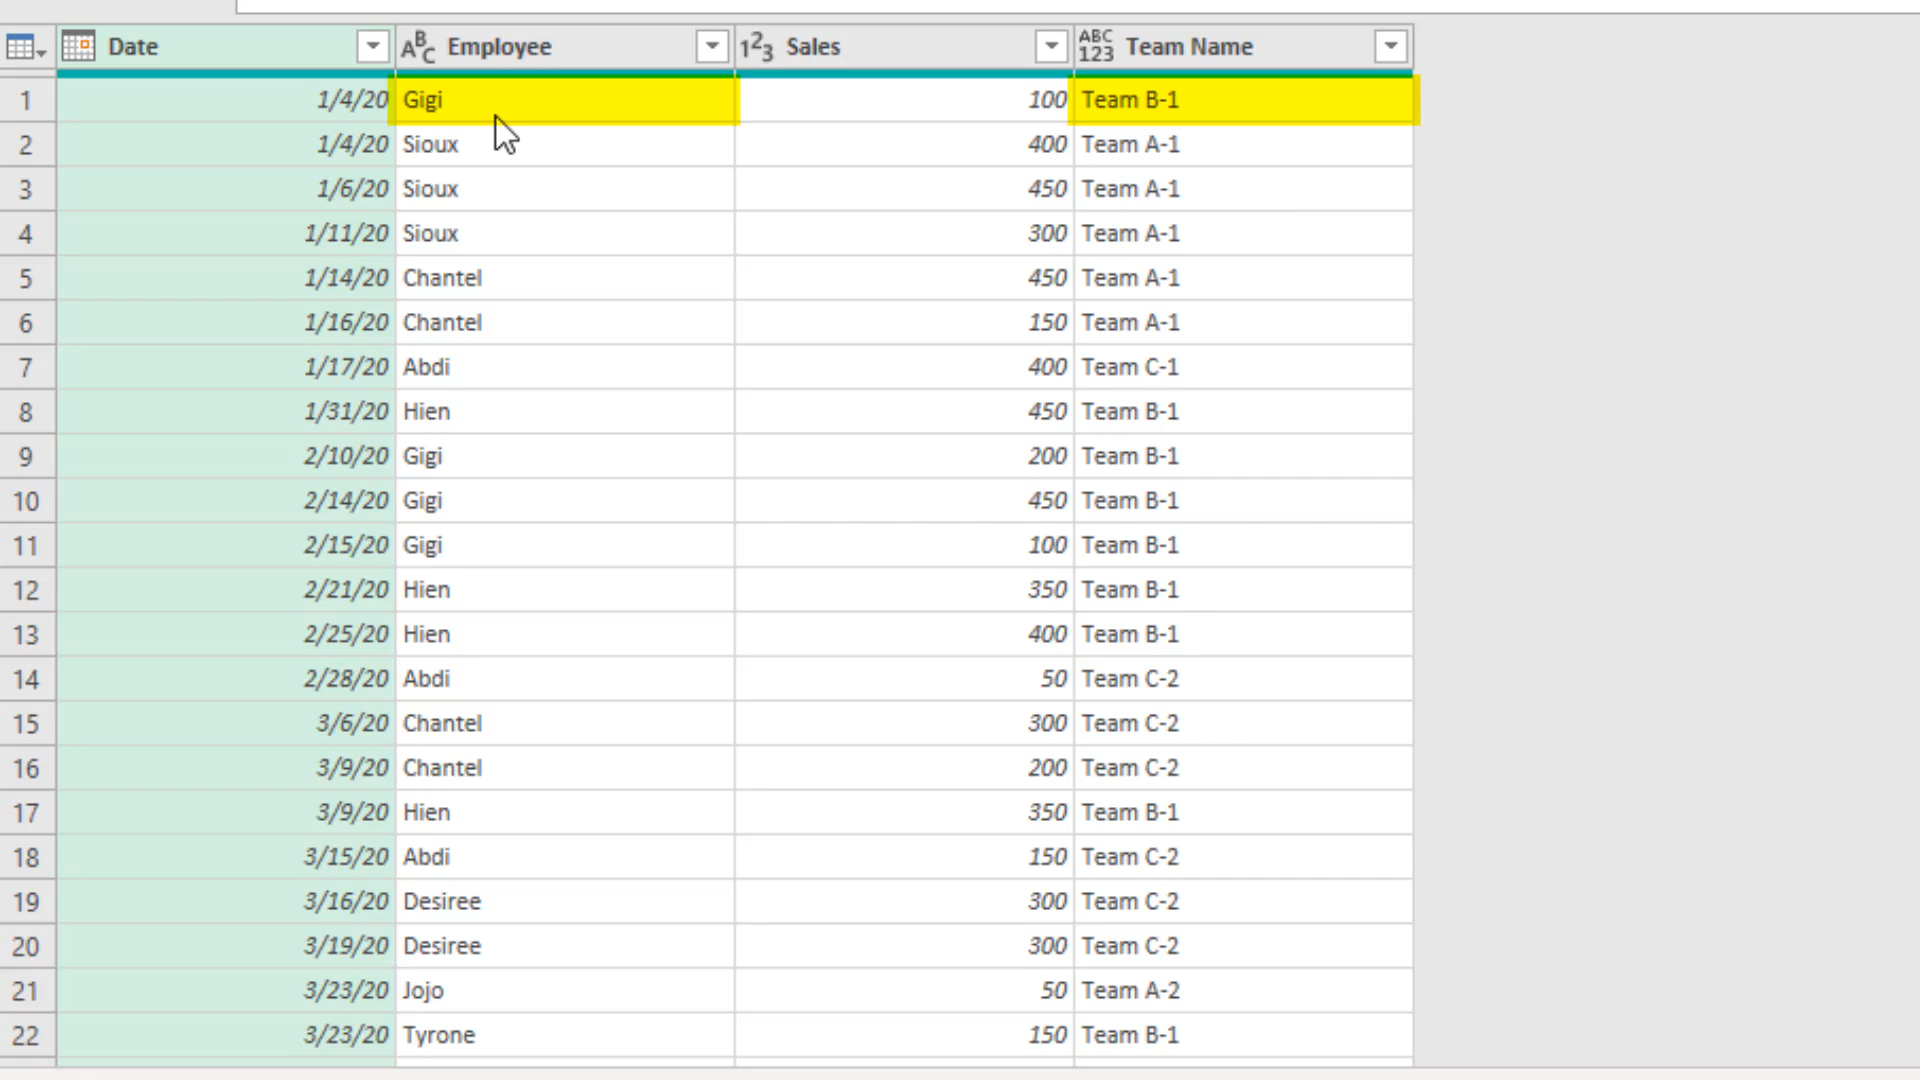 Date ABC Employee 123 Sales ABC 123 Team Name
1 1/4/20 Gigi 100 Team B-1
2 1/4/20 Sioux 400 Team A-1
3 1/6/20 Sioux 450 Team A-1
4 1/11/20 Sioux 300 Team A-1
5 1/14/20 Chantel 450 Team A-1
6 1/16/20 Chantel 150 Team A-1
7 1/17/20 Abdi 400 Team C-1
8 1/31/20 Hien 450 Team B-1
9 2/10/20 Gigi 200 Team B-1
10 2/14/20 Gigi 450 Team B-1
11 2/15/20 Gigi 100 Team B-1
12 2/21/20 Hien 350 Team B-1
13 2/25/20 Hien 400 Team B-1
14 2/28/20 Abdi 50 Team C-2
15 3/6/20 Chantel 300 Team C-2
16 3/9/20 Chantel 200 Team C-2
17 3/9/20 Hien 350 Team B-1
18 3/15/20 Abdi 150 Team C-2
19 3/16/20 Desiree 300 Team C-2
20 3/19/20 Desiree 300 Team C-2
21 3/23/20 Jojo 50 Team A-2
22 3/23/20 Tyrone 150 Team B-1